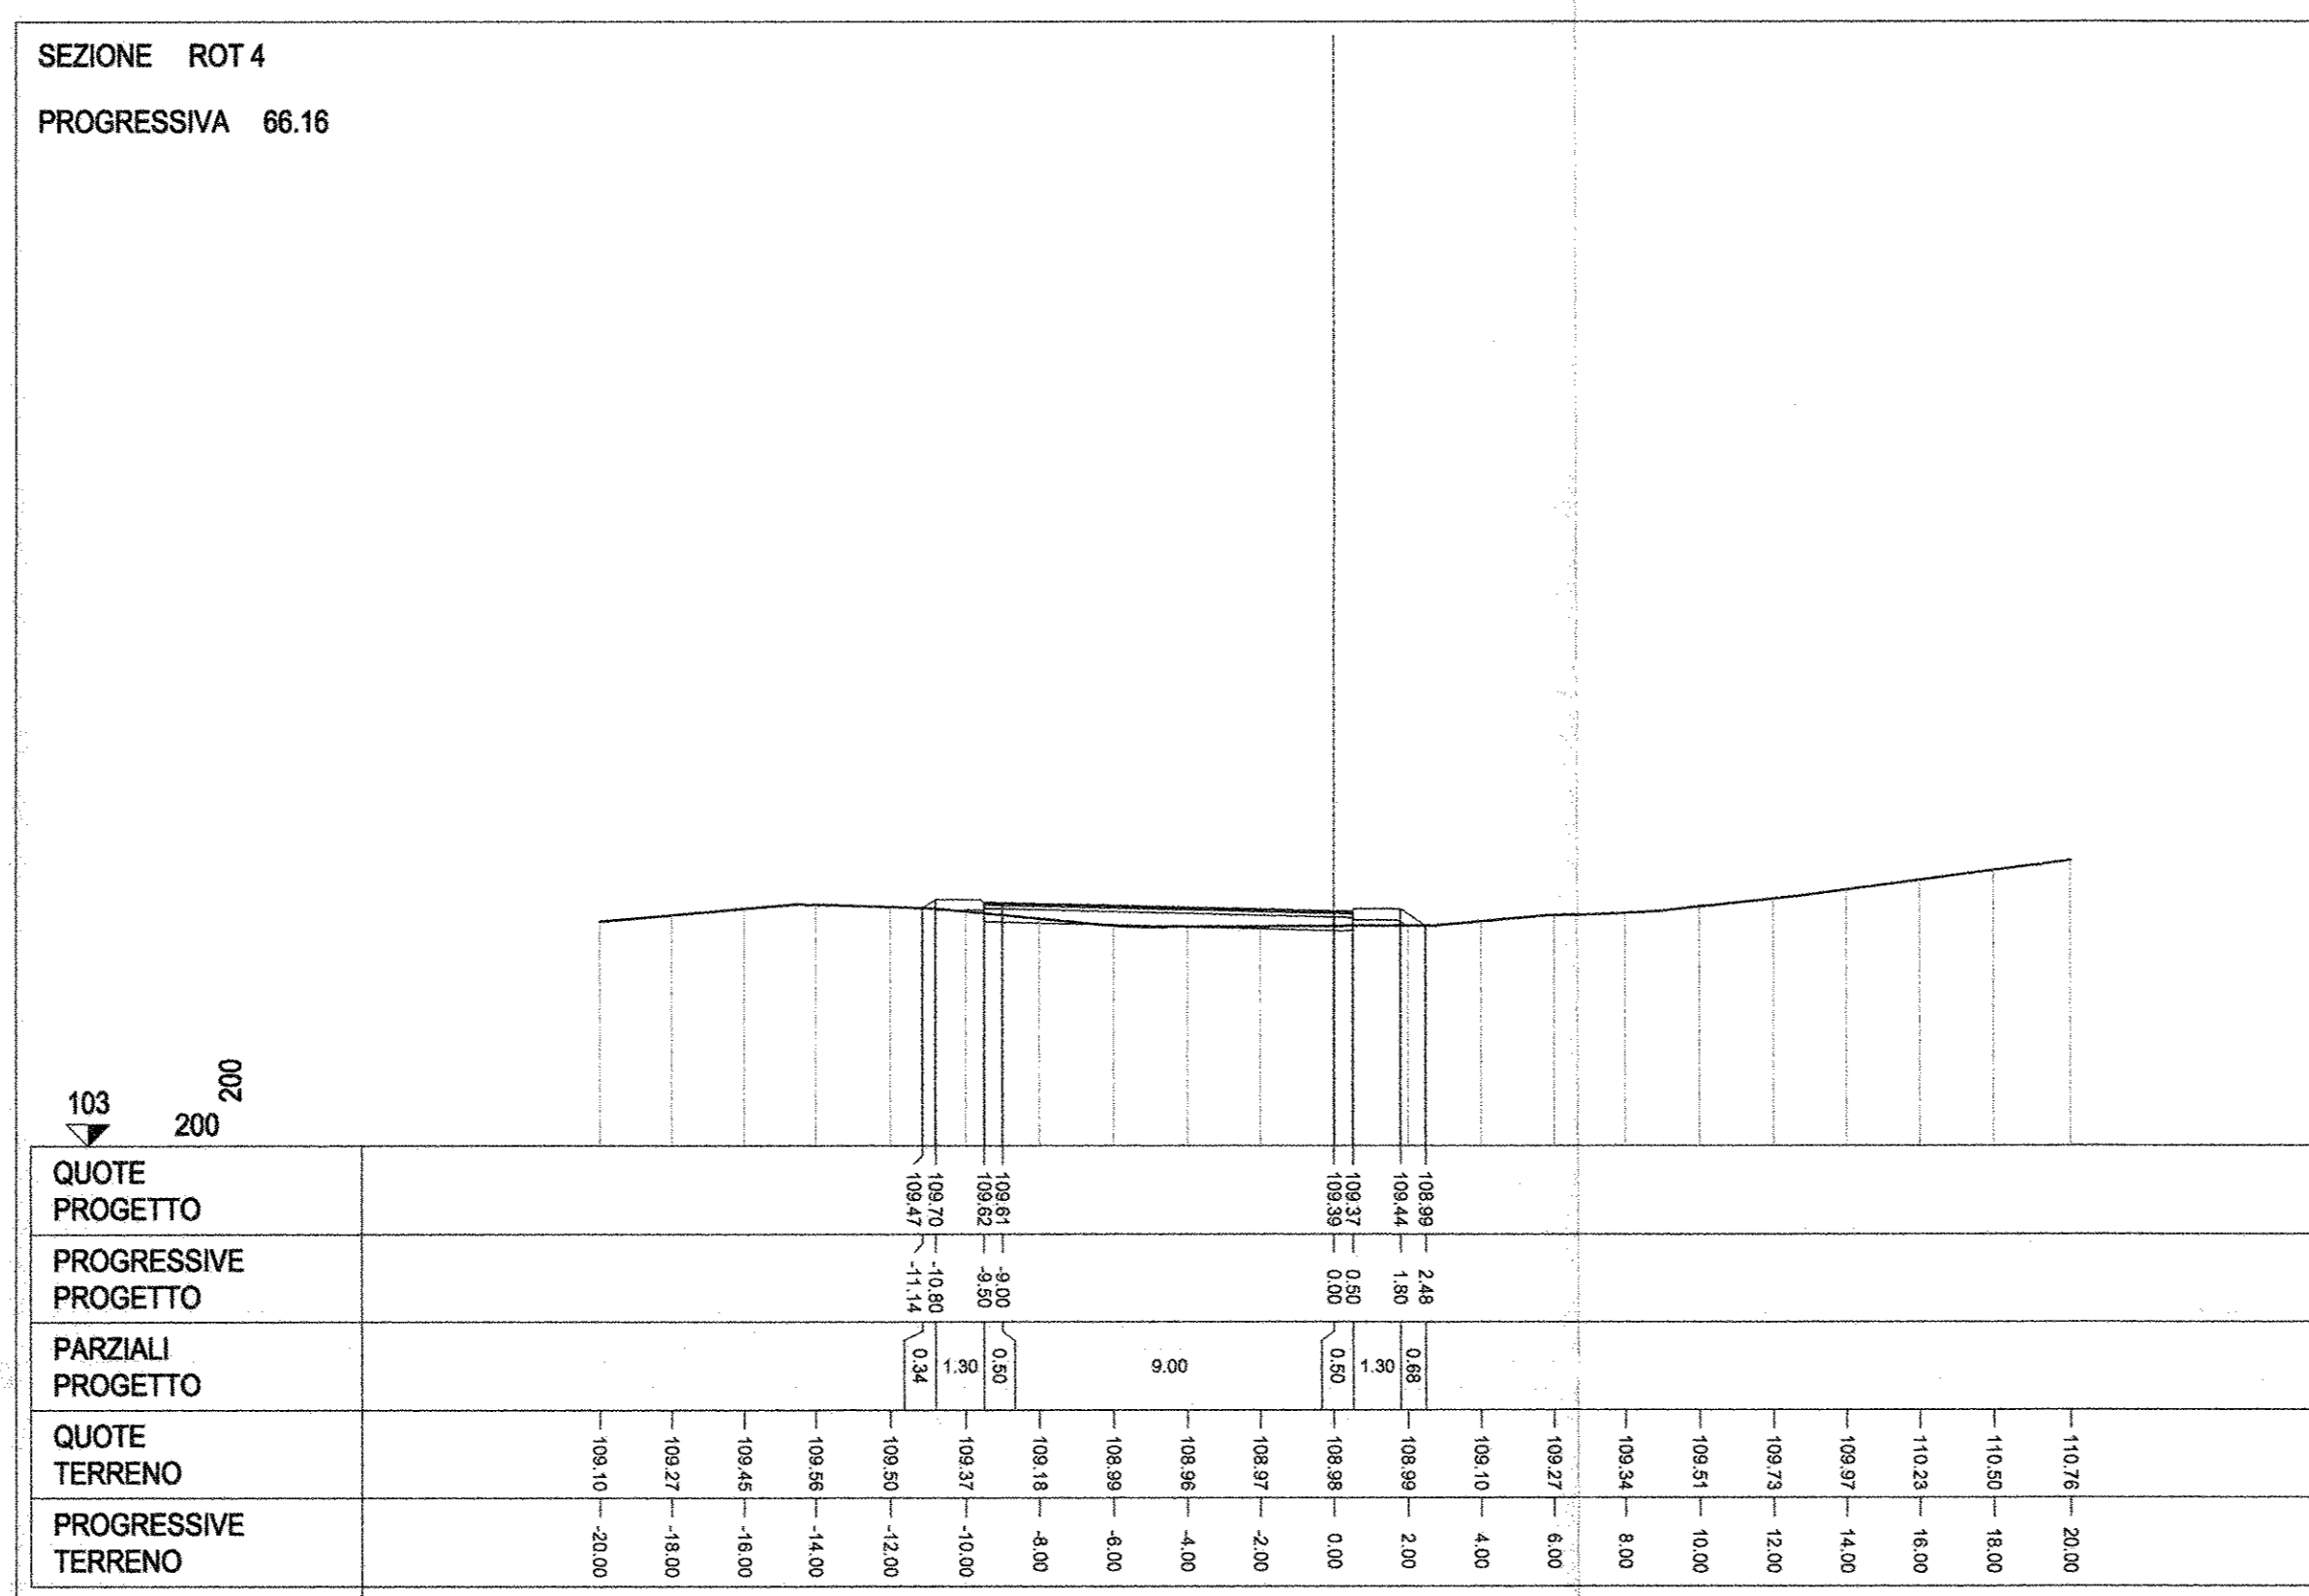 SEZIONE ROT 4
PROGRESSIVA 66.16
200
103
200
QUOTE
PROGETTO
109.47 109.70 109.62 109.61 109.39 109.37 109.44 108.99
PROGRESSIVE
PROGETTO
-11.14 -10.80 -9.50 -9.00 0.00 0.50 1.80 2.48
PARZIALI
PROGETTO
0.34 1.30 0.50 9.00 0.50 1.30 0.68
QUOTE
TERRENO
109.10 109.27 109.45 109.56 109.50 109.37 109.18 108.99 108.96 108.97 108.98 108.99 109.10 109.27 109.34 109.51 109.73 109.97 110.23 110.50 110.76
PROGRESSIVE
TERRENO
-20.00 -18.00 -16.00 -14.00 -12.00 -10.00 -8.00 -6.00 -4.00 -2.00 0.00 2.00 4.00 6.00 8.00 10.00 12.00 14.00 16.00 18.00 20.00